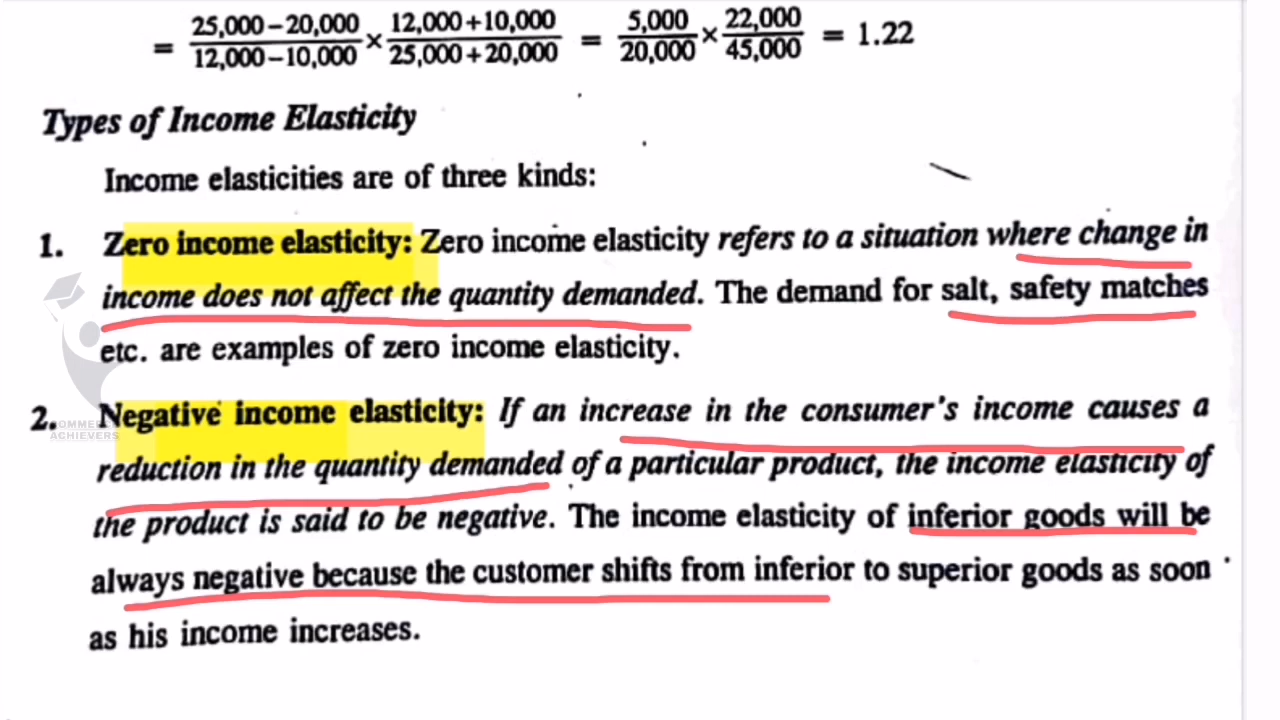 = 25,000 – 20,000 / 12,000 – 10,000 × 12,000 + 10,000 / 25,000 + 20,000 = 5,000 / 20,000 × 22,000 / 45,000 = 1.22
Types of Income Elasticity
Income elasticities are of three kinds:
1. Zero income elasticity: Zero income elasticity refers to a situation where change in
income does not affect the quantity demanded. The demand for salt, safety matches
etc. are examples of zero income elasticity.
2. Negative income elasticity: If an increase in the consumer's income causes a
COMMERCE
ACHIEVERS
reduction in the quantity demanded of a particular product, the income elasticity of
the product is said to be negative. The income elasticity of inferior goods will be
always negative because the customer shifts from inferior to superior goods as soon
as his income increases.